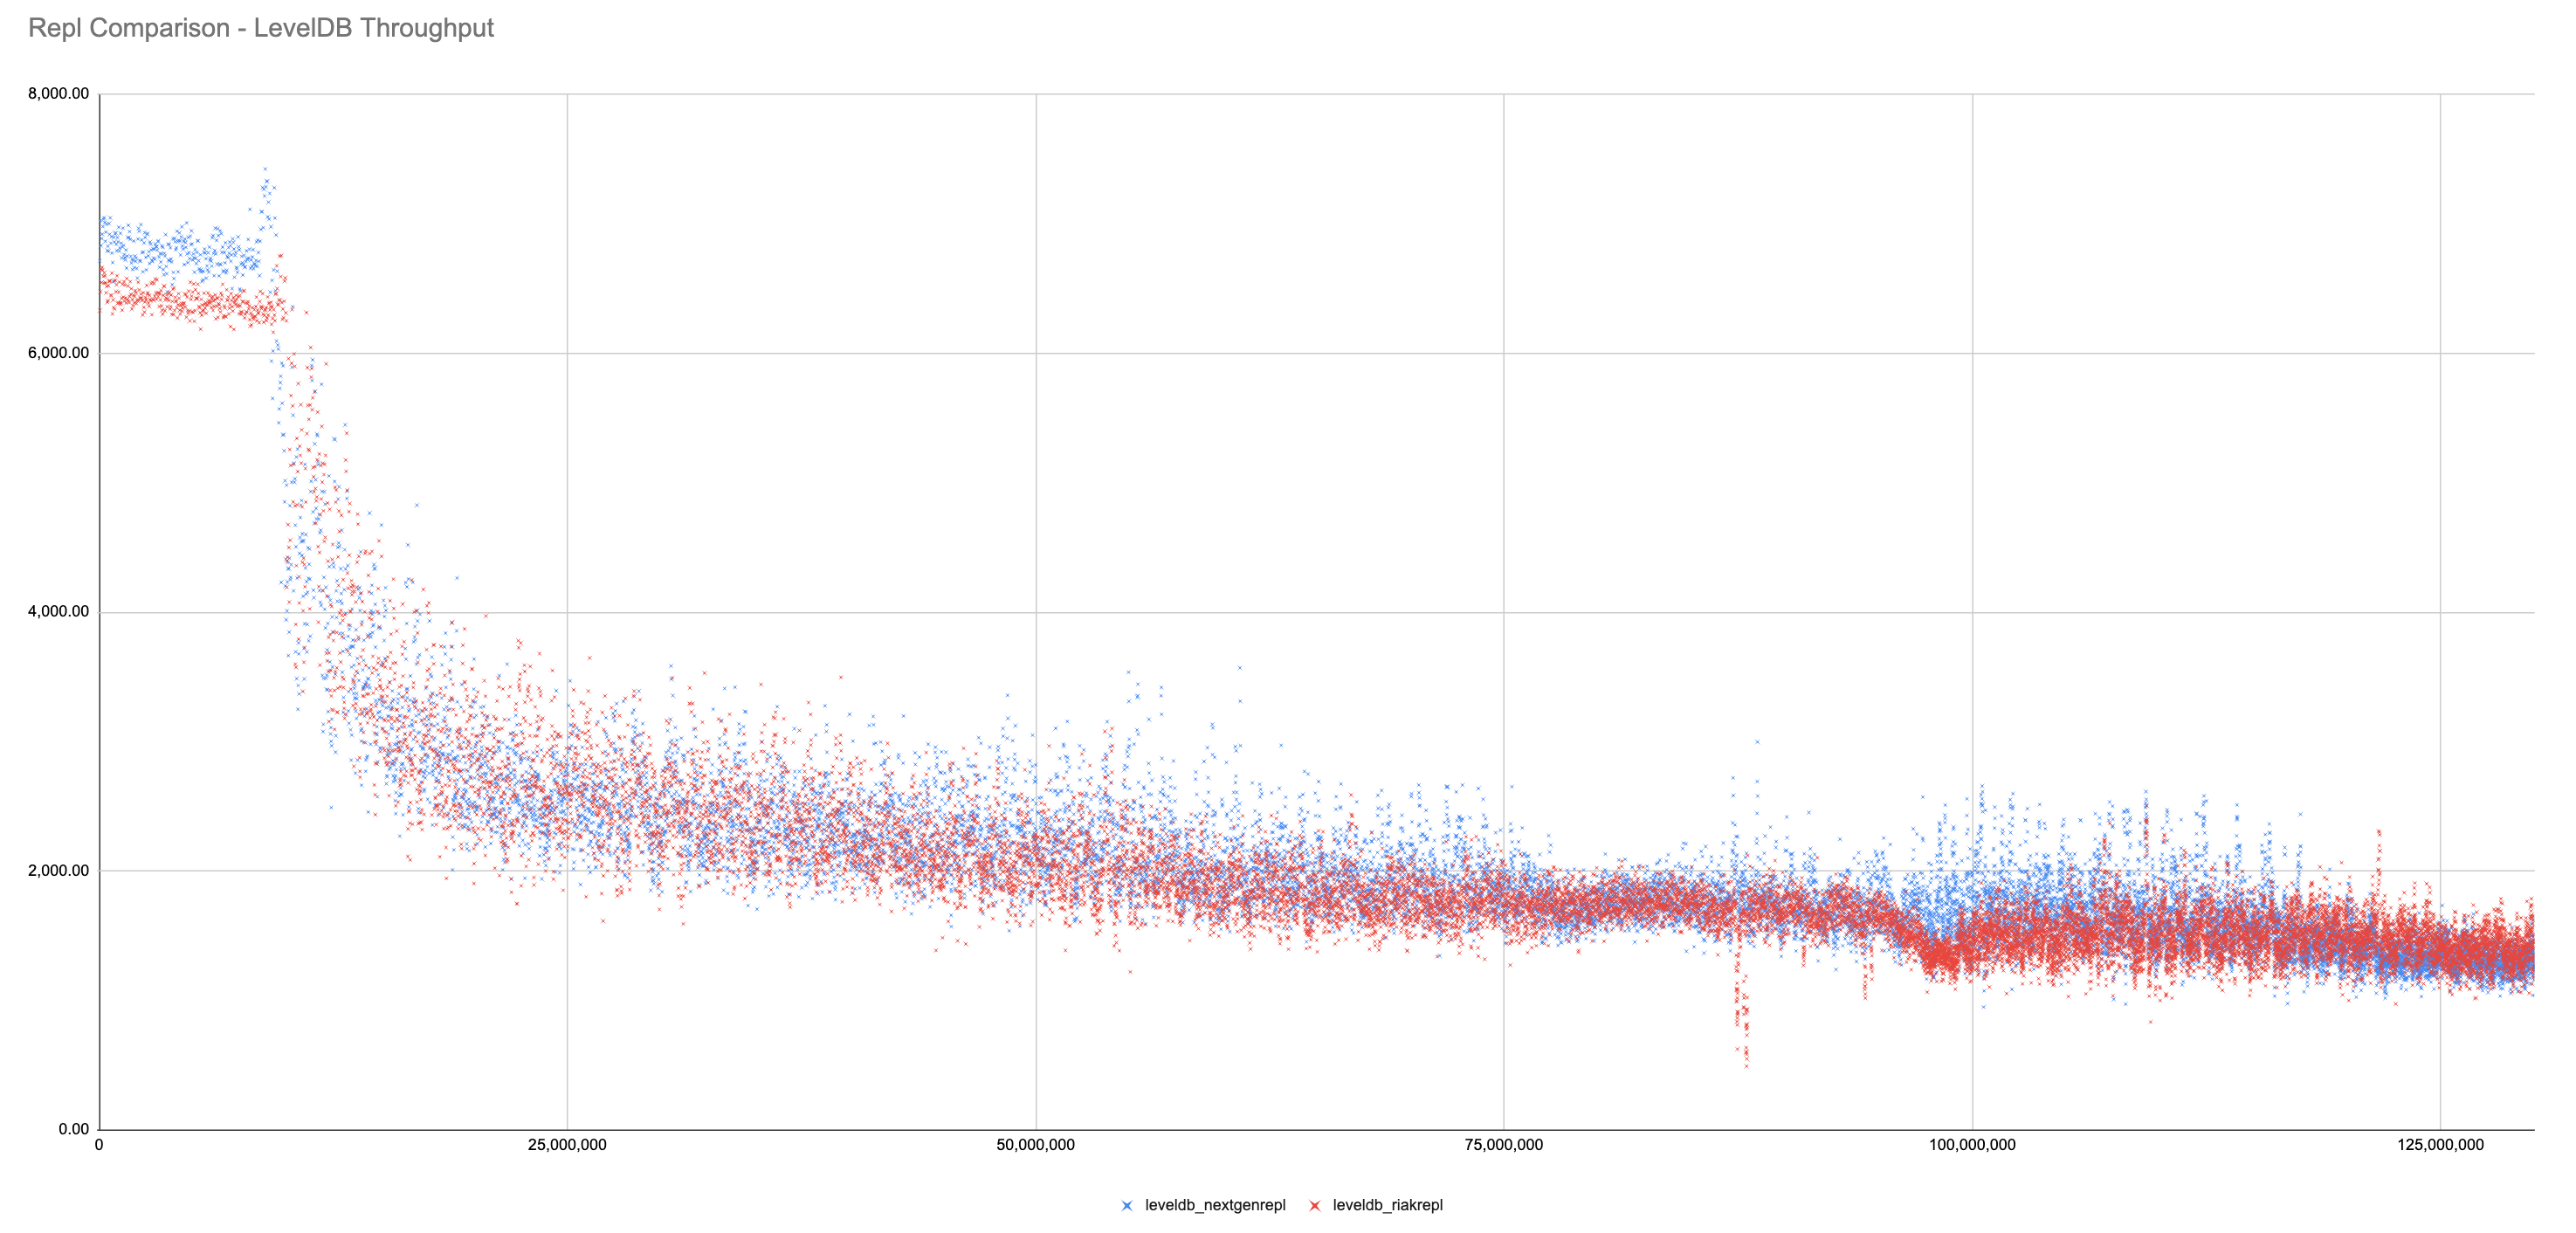 Repl Comparison - LevelDB Throughput
8,000.00
6,000.00
4,000.00
2,000.00
0.00
0 25,000,000 50,000,000 75,000,000 100,000,000 125,000,000
leveldb_nextgenrepl leveldb_riakrepl